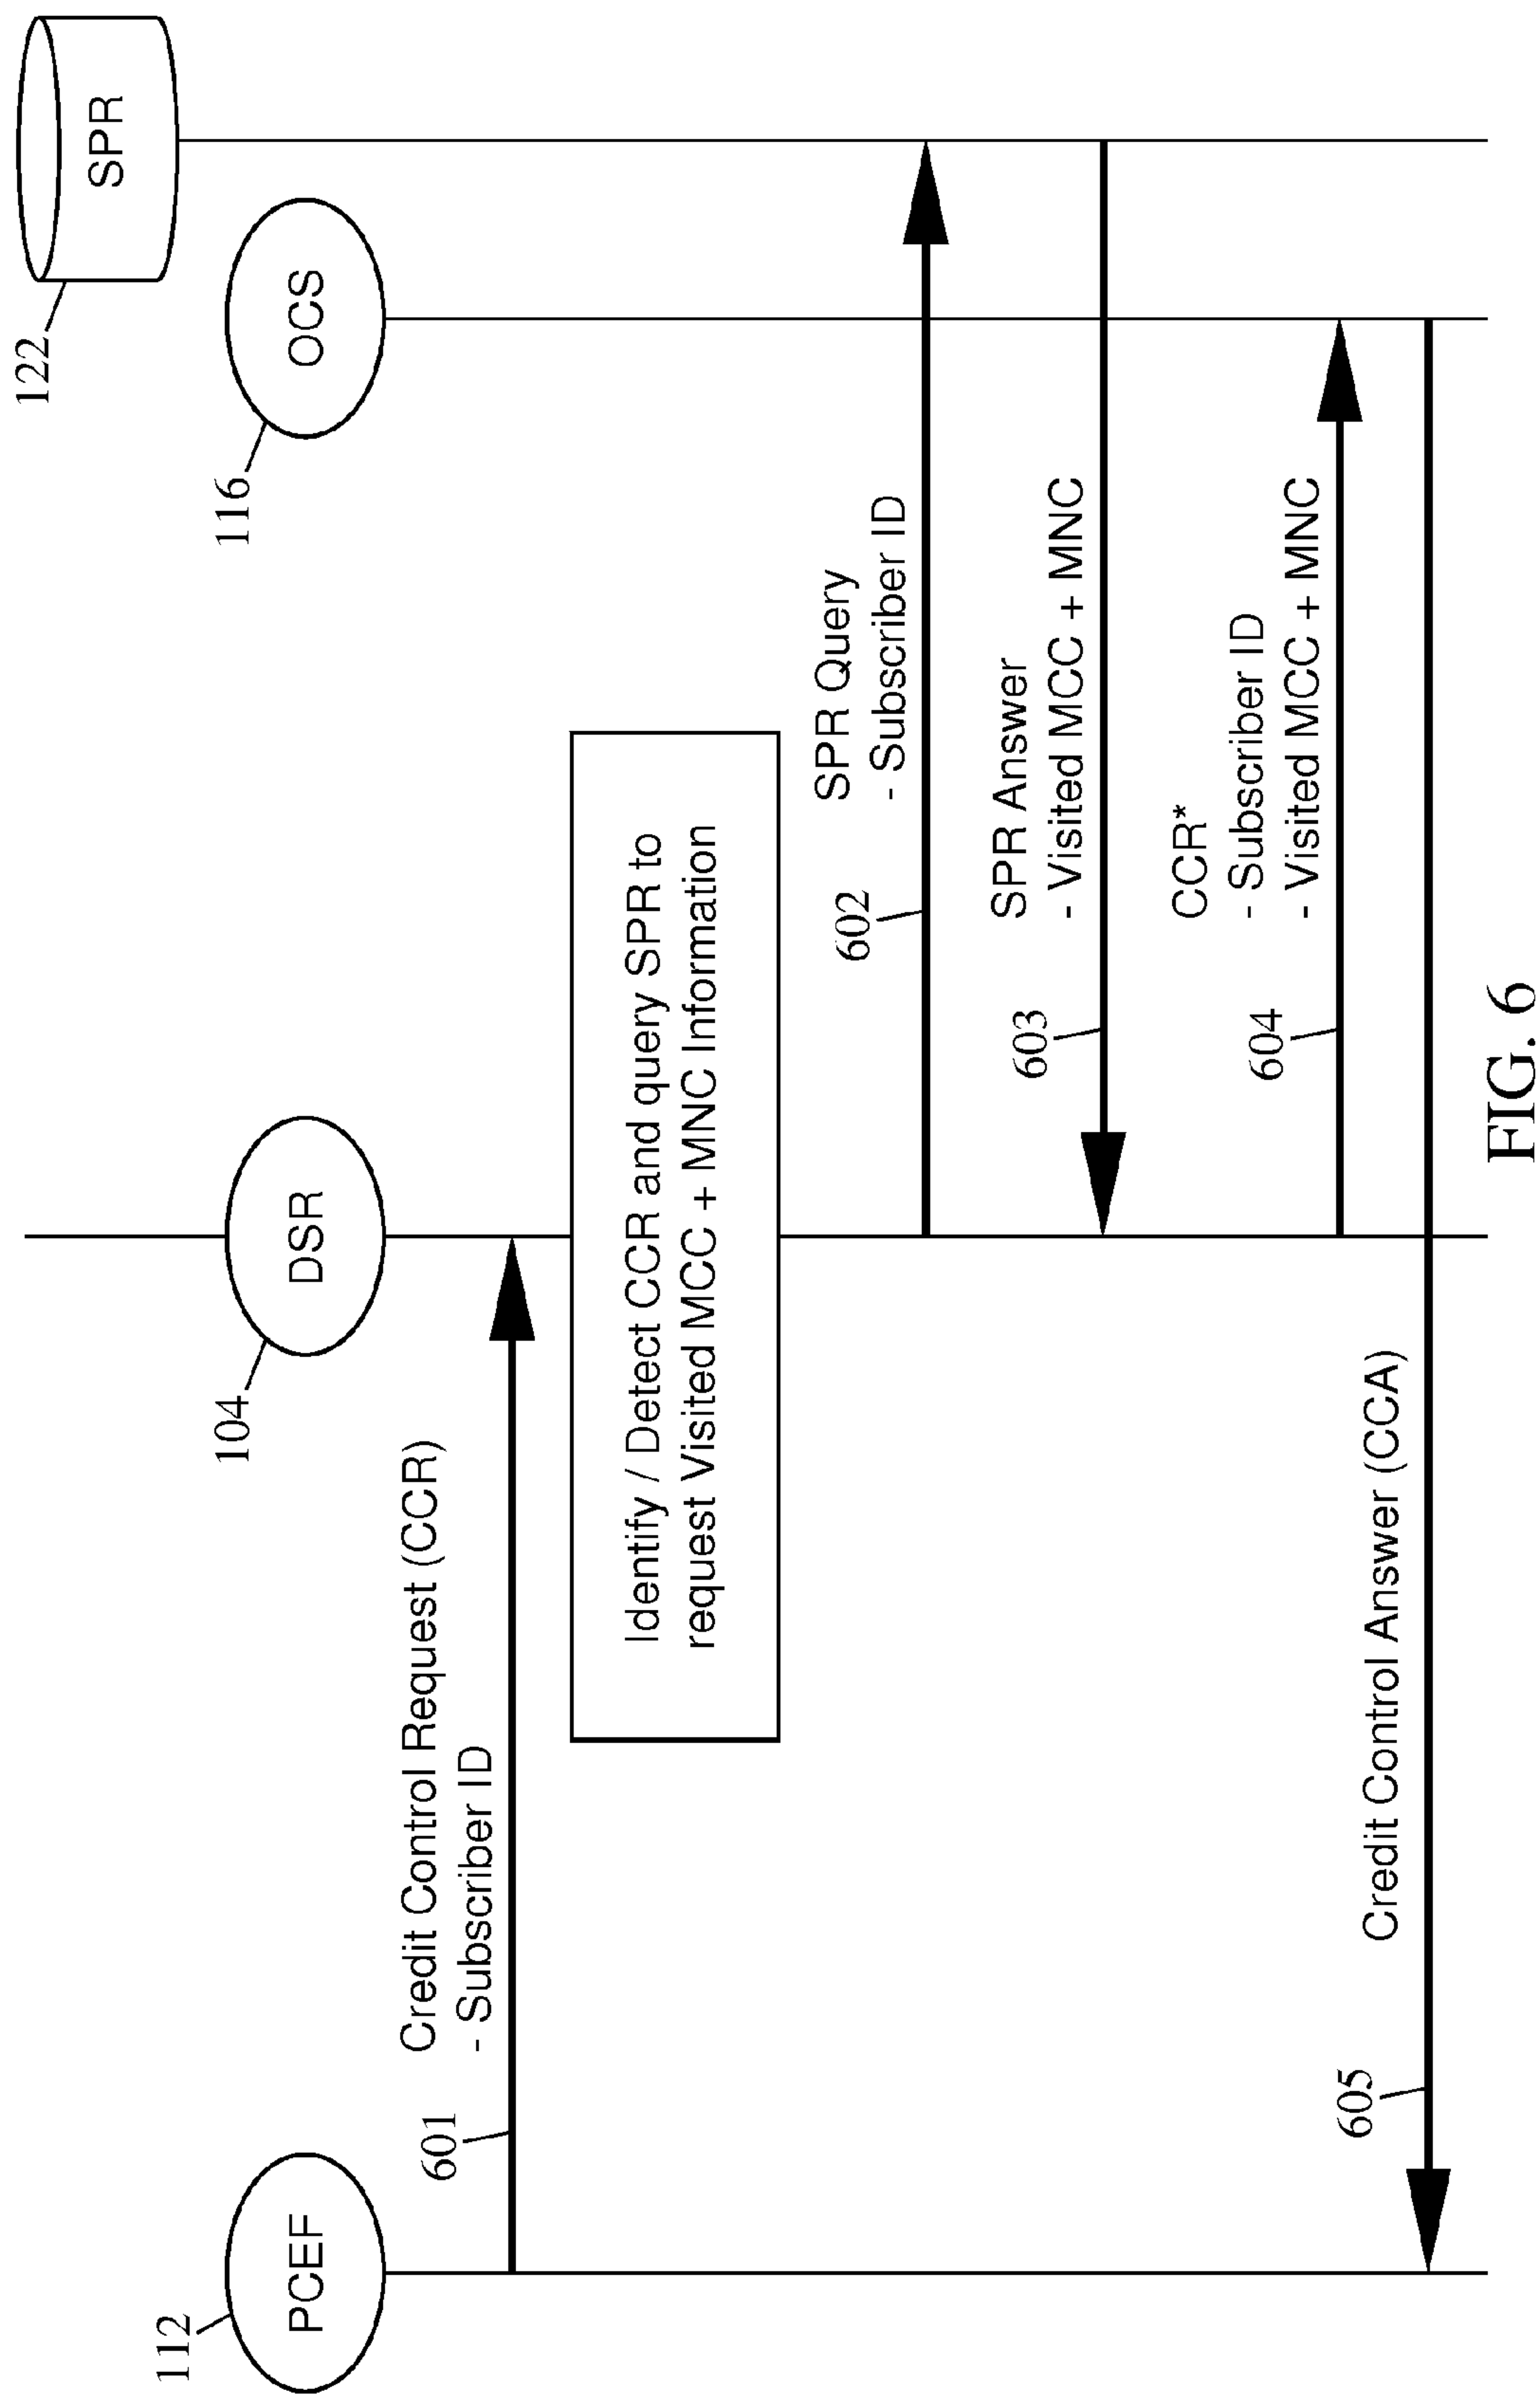 122
SPR
116
OCS
104
DSR
112
PCEF
Credit Control Request (CCR)
- Subscriber ID
601
Identify / Detect CCR and query SPR to
request Visited MCC + MNC Information
SPR Query
- Subscriber ID
602
SPR Answer
- Visited MCC + MNC
603
CCR*
- Subscriber ID
- Visited MCC + MNC
604
Credit Control Answer (CCA)
605
FIG. 6